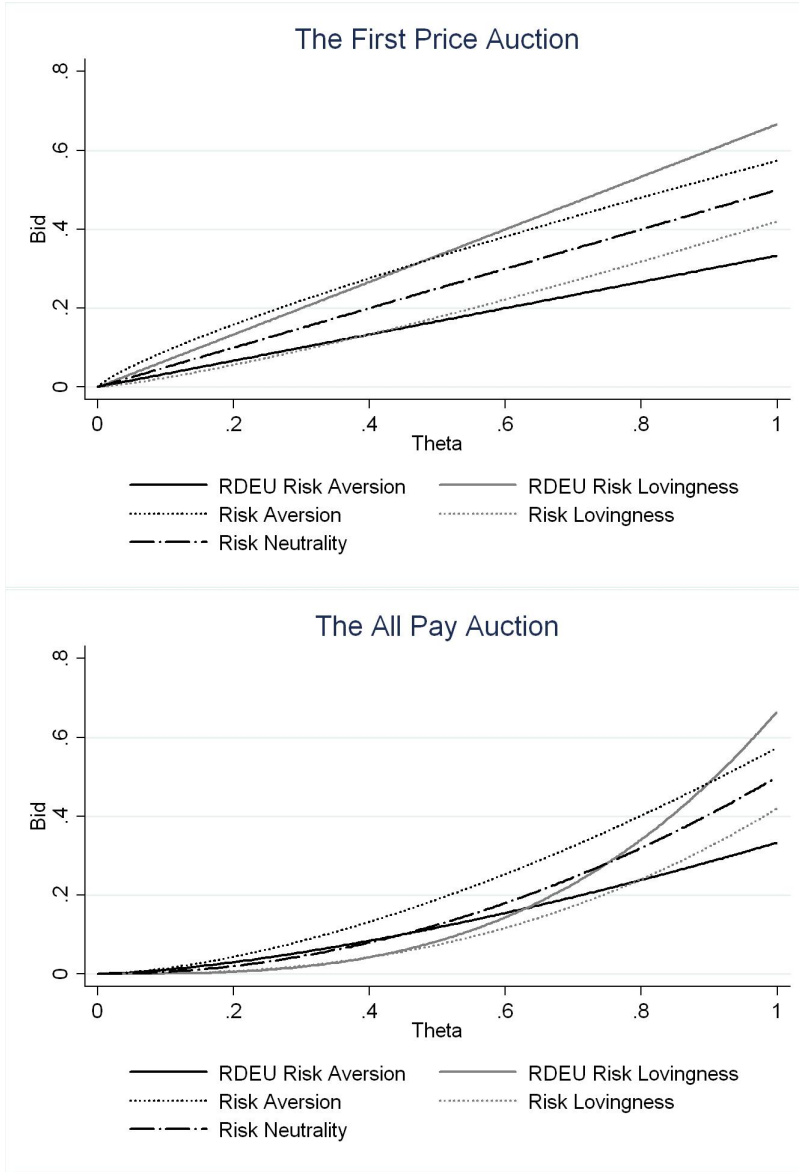 The First Price Auction
.8
.6
.4
.2
0
Bid
0 .2 .4 .6 .8 1
Theta
RDEU Risk Aversion RDEU Risk Lovingness
Risk Aversion Risk Lovingness
Risk Neutrality
The All Pay Auction
.8
.6
.4
.2
0
Bid
0 .2 .4 .6 .8 1
Theta
RDEU Risk Aversion RDEU Risk Lovingness
Risk Aversion Risk Lovingness
Risk Neutrality